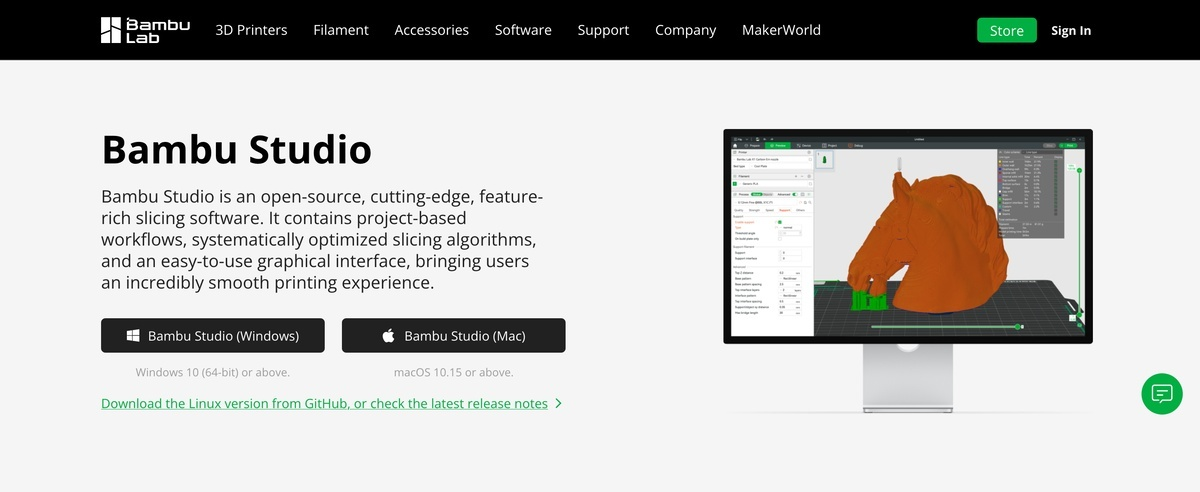 Bambu
Lab
3D Printers
Filament
Accessories
Software
Support
Company
MakerWorld
Store
Sign In
Bambu Studio
Bambu Studio is an open-source, cutting-edge, feature-
rich slicing software. It contains project-based
workflows, systematically optimized slicing algorithms,
and an easy-to-use graphical interface, bringing users
an incredibly smooth printing experience.
Bambu Studio (Windows)
Bambu Studio (Mac)
Windows 10 (64-bit) or above.
macOS 10.15 or above.
Download the Linux version from GitHub, or check the latest release notes